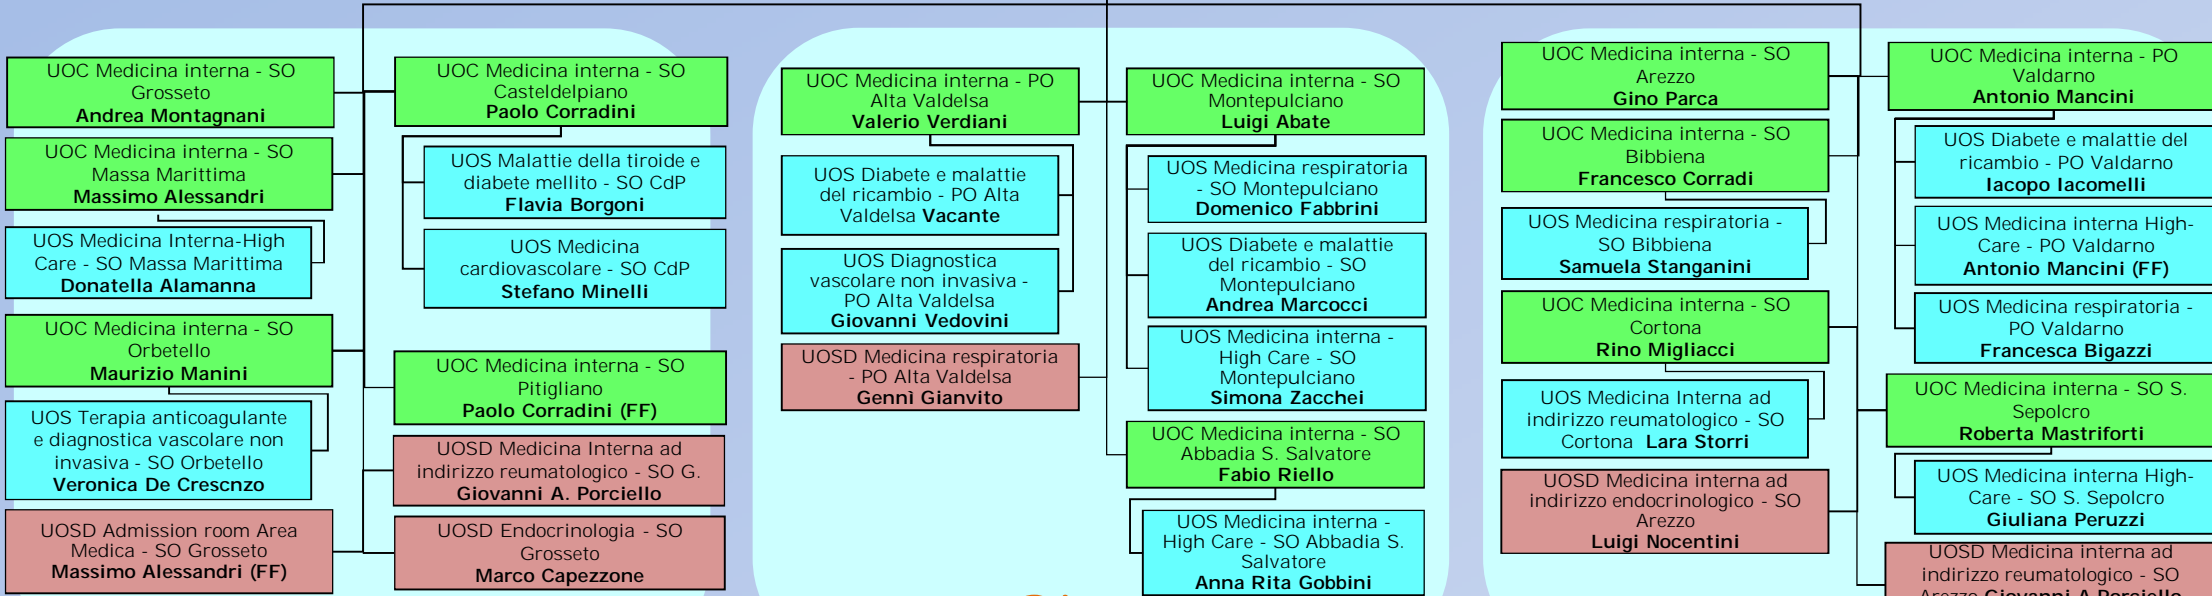 UOC Medicina interna - SO
Grosseto
Andrea Montagnani
UOC Medicina interna - SO
Massa Marittima
Massimo Alessandri
UOS Medicina Interna-High
Care - SO Massa Marittima
Donatella Alamanna
UOC Medicina interna - SO
Orbetello
Maurizio Manini
UOS Terapia anticoagulante
e diagnostica vascolare non
invasiva - SO Orbetello
Veronica De Crescnzo
UOSD Admission room Area
Medica - SO Grosseto
Massimo Alessandri (FF)
UOC Medicina interna - SO
Casteldelpiano
Paolo Corradini
UOS Malattie della tiroide e
diabete mellito - SO CdP
Flavia Borgoni
UOS Medicina
cardiovascolare - SO CdP
Stefano Minelli
UOC Medicina interna - SO
Pitigliano
Paolo Corradini (FF)
UOSD Medicina Interna ad
indirizzo reumatologico - SO G.
Giovanni A. Porciello
UOSD Endocrinologia - SO
Grosseto
Marco Capezzone
UOC Medicina interna - PO
Alta Valdelsa
Valerio Verdiani
UOS Diabete e malattie
del ricambio - PO Alta
Valdelsa Vacante
UOS Diagnostica
vascolare non invasiva -
PO Alta Valdelsa
Giovanni Vedovini
UOSD Medicina respiratoria
- PO Alta Valdelsa
Gennì Gianvito
UOC Medicina interna - SO
Montepulciano
Luigi Abate
UOS Medicina respiratoria
- SO Montepulciano
Domenico Fabbrini
UOS Diabete e malattie
del ricambio - SO
Montepulciano
Andrea Marcocci
UOS Medicina interna -
High Care - SO
Montepulciano
Simona Zacchei
UOC Medicina interna - SO
Abbadia S. Salvatore
Fabio Riello
UOS Medicina interna -
High Care - SO Abbadia S.
Salvatore
Anna Rita Gobbini
UOC Medicina interna - SO
Arezzo
Gino Parca
UOC Medicina interna - SO
Bibbiena
Francesco Corradi
UOS Medicina respiratoria -
SO Bibbiena
Samuela Stanganini
UOC Medicina interna - SO
Cortona
Rino Migliacci
UOS Medicina Interna ad
indirizzo reumatologico - SO
Cortona Lara Storri
UOSD Medicina interna ad
indirizzo endocrinologico - SO
Arezzo
Luigi Nocentini
UOC Medicina interna - PO
Valdarno
Antonio Mancini
UOS Diabete e malattie del
ricambio - PO Valdarno
Iacopo Iacomelli
UOS Medicina interna High-
Care - PO Valdarno
Antonio Mancini (FF)
UOS Medicina respiratoria -
PO Valdarno
Francesca Bigazzi
UOC Medicina interna - SO S.
Sepolcro
Roberta Mastriforti
UOS Medicina interna High-
Care - SO S. Sepolcro
Giuliana Peruzzi
UOSD Medicina interna ad
indirizzo reumatologico - SO
Arezzo Giovanni A Porciello